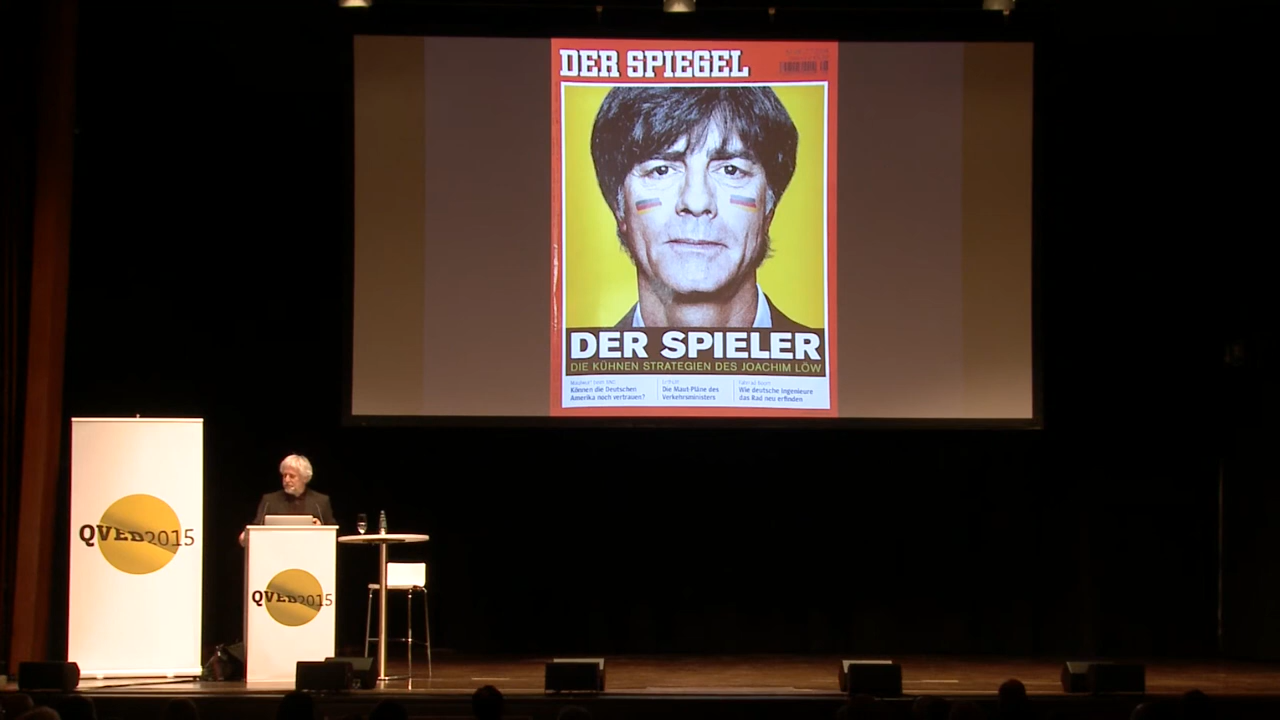 DER SPIEGEL
DER SPIELER
DIE KÜHNEN STRATEGIEN DES JOACHIM LÖW
Können die Deutschen
Amerika noch vertrauen?
Die Maut-Pläne des
Verkehrsministers
Wie deutsche Ingenieure
das Rad neu erfinden
QVED2015
QVED2015